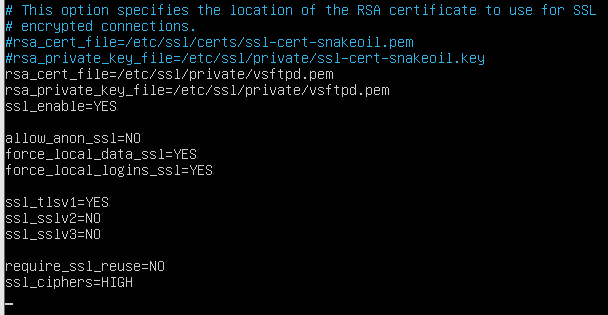 # This option specifies the location of the RSA certificate to use for SSL
# encrypted connections.
#rsa_cert_file=/etc/ssl/certs/ssl-cert-snakeoil.pem
#rsa_private_key_file=/etc/ssl/private/ssl-cert-snakeoil.key
rsa_cert_file=/etc/ssl/private/vsftpd.pem
rsa_private_key_file=/etc/ssl/private/vsftpd.pem
ssl_enable=YES

allow_anon_ssl=NO
force_local_data_ssl=YES
force_local_logins_ssl=YES

ssl_tlsv1=YES
ssl_sslv2=NO
ssl_sslv3=NO

require_ssl_reuse=NO
ssl_ciphers=HIGH